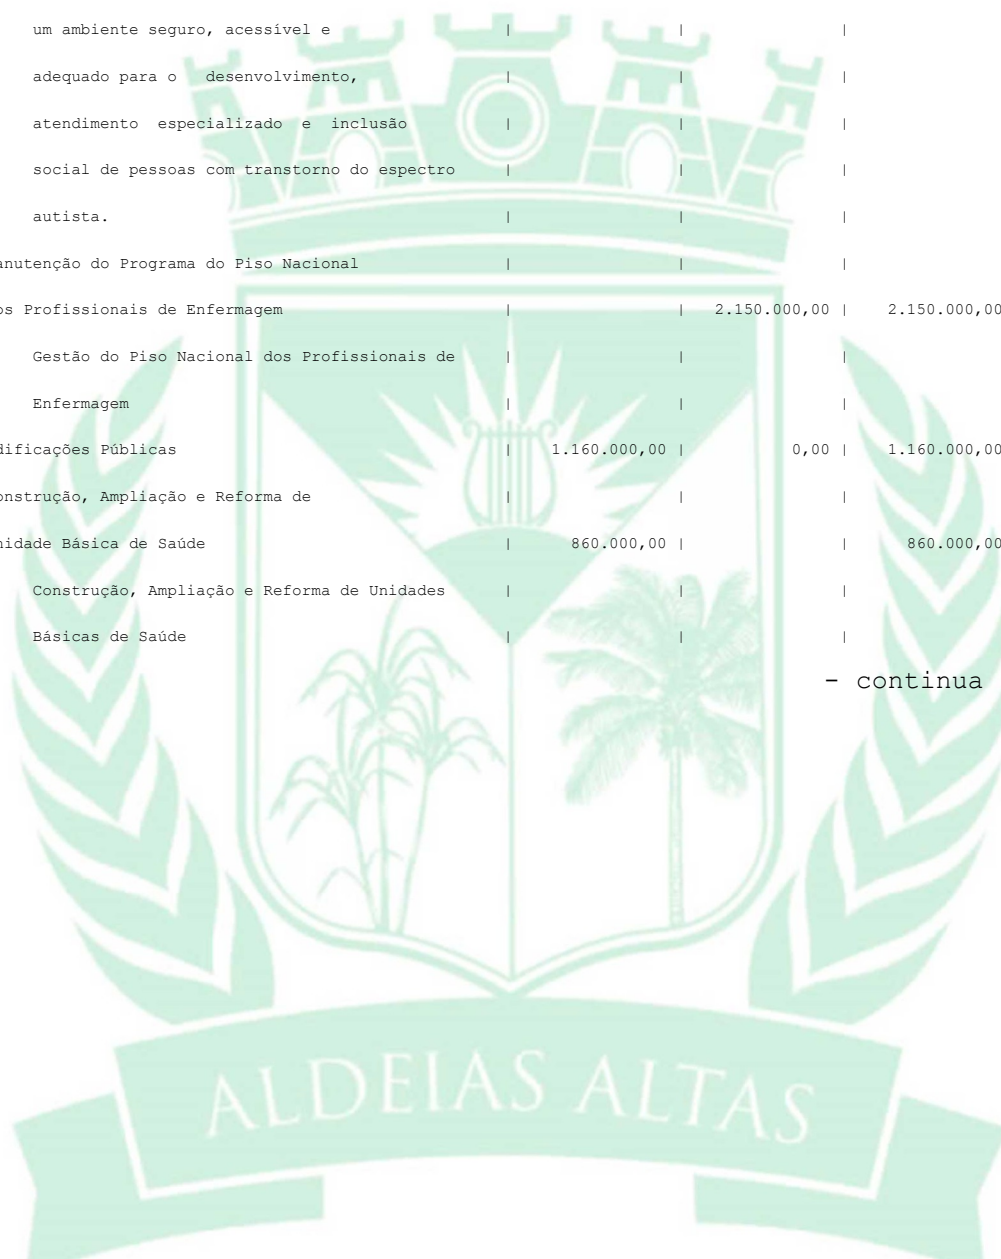 um ambiente seguro, acessível e | | |
adequado para o desenvolvimento, | | |
atendimento especializado e inclusão | | |
social de pessoas com transtorno do espectro | | |
autista. | | |
anutenção do Programa do Piso Nacional | | |
os Profissionais de Enfermagem | | 2.150.000,00 | 2.150.000,00
Gestão do Piso Nacional dos Profissionais de | | |
Enfermagem | | |
dificações Públicas | 1.160.000,00 | 0,00 | 1.160.000,00
onstrução, Ampliação e Reforma de | | |
nidade Básica de Saúde | 860.000,00 | | 860.000,00
Construção, Ampliação e Reforma de Unidades | | |
Básicas de Saúde | | |
- continua
ALDEIAS ALTAS